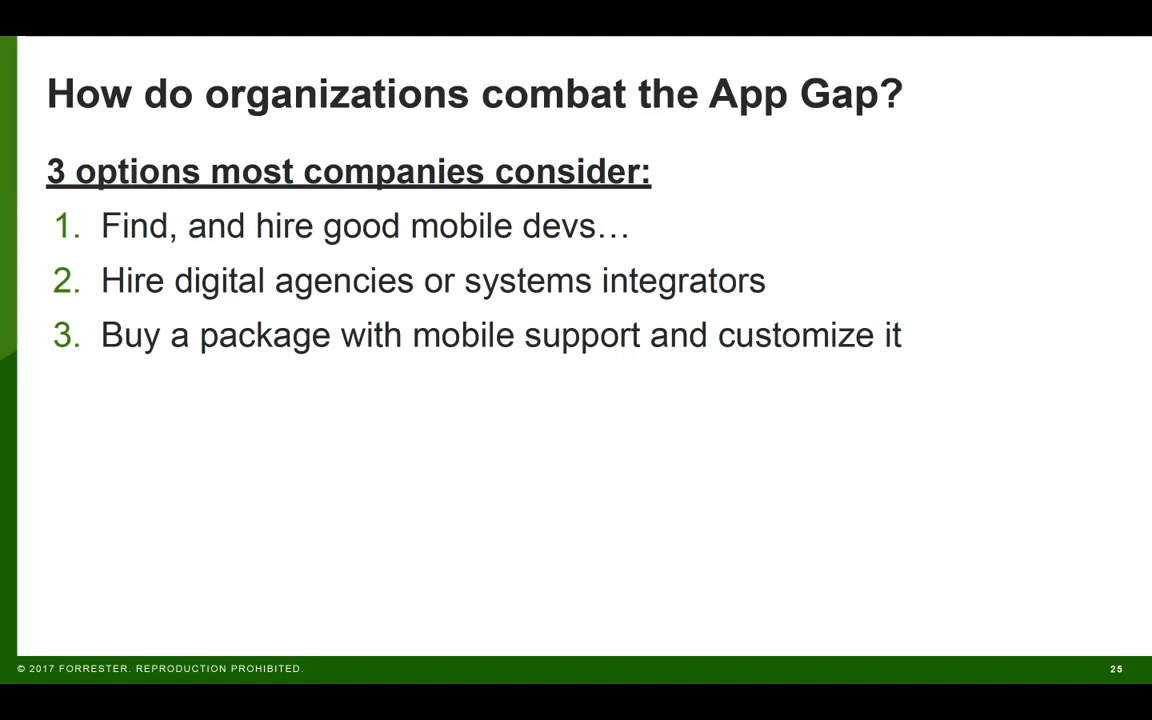 How do organizations combat the App Gap?
3 options most companies consider:
1. Find, and hire good mobile devs…
2. Hire digital agencies or systems integrators
3. Buy a package with mobile support and customize it
© 2017 FORRESTER. REPRODUCTION PROHIBITED.
25